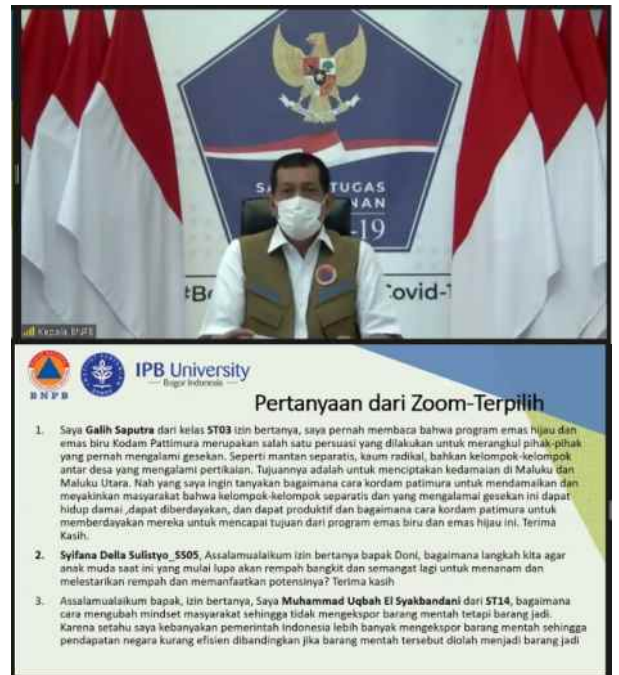 TUGAS
-19
#B
Covid-1
Kepala BNPB
BNPB
IPB University
Bogor Indonesia
Pertanyaan dari Zoom-Terpilih
1. Saya Galih Saputra dari kelas ST03 izin bertanya, saya pernah membaca bahwa program emas hijau dan
emas biru Kodam Pattimura merupakan salah satu persuasi yang dilakukan untuk merangkul pihak-pihak
yang pernah mengalami gesekan. Seperti mantan separatis, kaum radikal, bahkan kelompok-kelompok
antar desa yang mengalami pertikaian. Tujuannya adalah untuk menciptakan kedamaian di Maluku dan
Maluku Utara. Nah yang saya ingin tanyakan bagaimana cara kordam patimura untuk mendamaikan dan
meyakinkan masyarakat bahwa kelompok-kelompok separatis dan yang mengalamai gesekan ini dapat
hidup damai ,dapat diberdayakan, dan dapat produktif dan bagaimana cara kordam patimura untuk
memberdayakan mereka untuk mencapai tujuan dari program emas biru dan emas hijau ini. Terima
Kasih.
2. Syifana Della Sulistyo_SS05, Assalamualaikum izin bertanya bapak Doni, bagaimana langkah kita agar
anak muda saat ini yang mulai lupa akan rempah bangkit dan semangat lagi untuk menanam dan
melestarikan rempah dan memanfaatkan potensinya? Terima kasih
3. Assalamualaikum bapak, izin bertanya, Saya Muhammad Uqbah El Syakbandani dari ST14, bagaimana
cara mengubah mindset masyarakat sehingga tidak mengekspor barang mentah tetapi barang jadi.
Karena setahu saya kebanyakan pemerintah Indonesia lebih banyak mengekspor barang mentah sehingga
pendapatan negara kurang efisien dibandingkan jika barang mentah tersebut diolah menjadi barang jadi